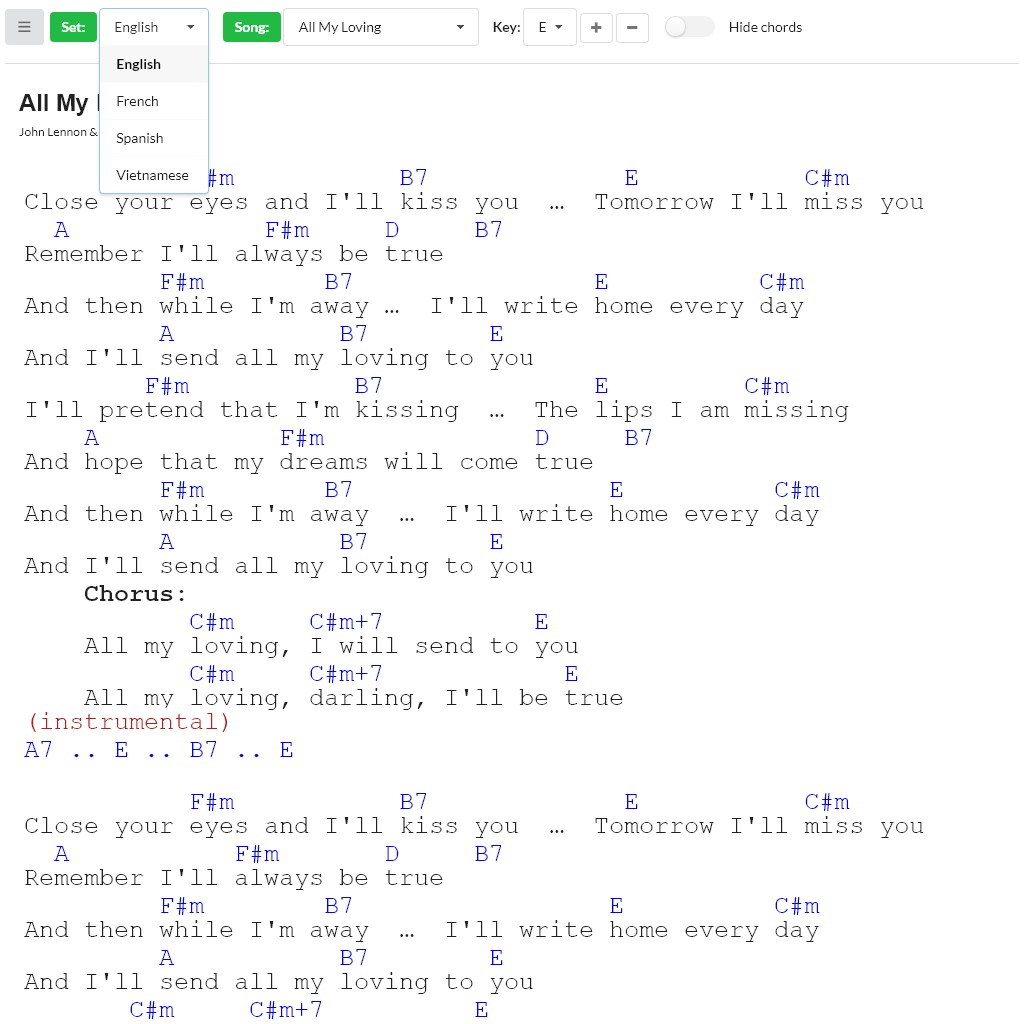 Set: English Song: All My Loving Key: E Hide chords
English
French
Spanish
Vietnamese
All My
John Lennon &
#m B7 E C#m
Close your eyes and I'll kiss you … Tomorrow I'll miss you
A F#m D B7
Remember I'll always be true
F#m B7 E C#m
And then while I'm away … I'll write home every day
A B7 E
And I'll send all my loving to you
F#m B7 E C#m
I'll pretend that I'm kissing … The lips I am missing
A F#m D B7
And hope that my dreams will come true
F#m B7 E C#m
And then while I'm away … I'll write home every day
A B7 E
And I'll send all my loving to you
Chorus:
C#m C#m+7 E
All my loving, I will send to you
C#m C#m+7 E
All my loving, darling, I'll be true
(instrumental)
A7 .. E .. B7 .. E
F#m B7 E C#m
Close your eyes and I'll kiss you … Tomorrow I'll miss you
A F#m D B7
Remember I'll always be true
F#m B7 E C#m
And then while I'm away … I'll write home every day
A B7 E
And I'll send all my loving to you
C#m C#m+7 E